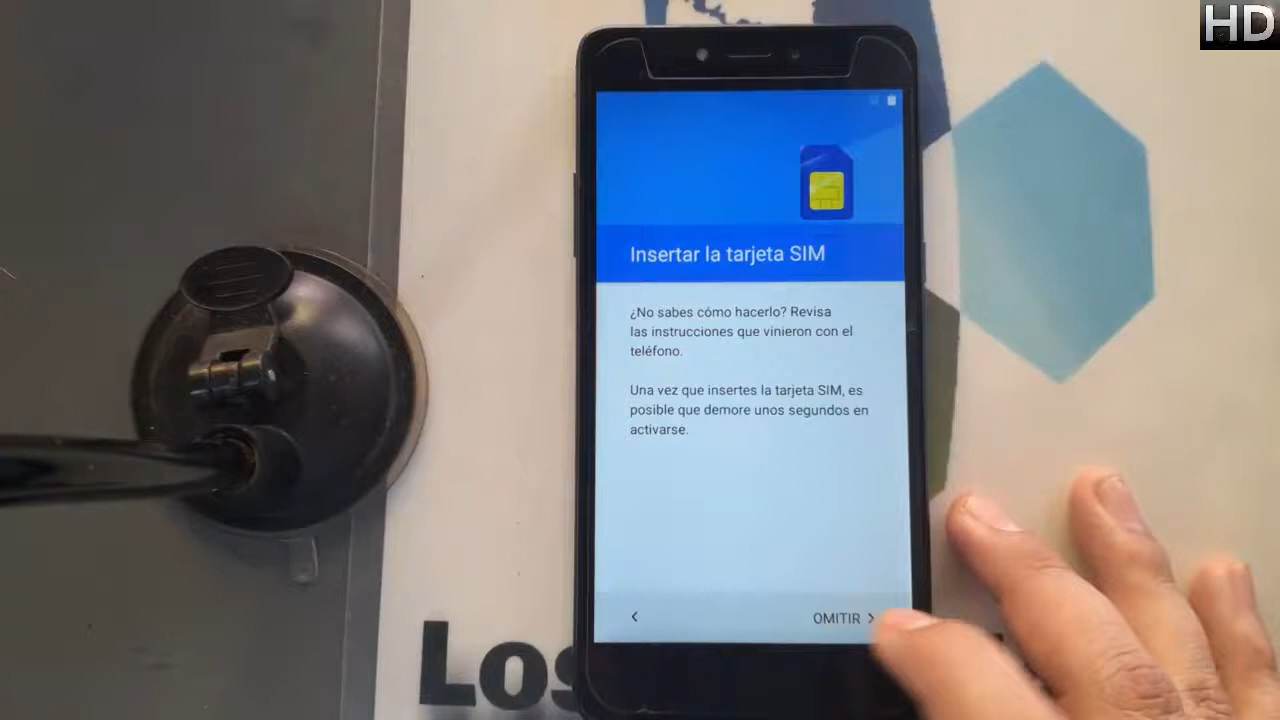 HD
Insertar la tarjeta SIM
¿No sabes cómo hacerlo? Revisa
las instrucciones que vinieron con el
teléfono.
Una vez que insertes la tarjeta SIM, es
posible que demore unos segundos en
activarse.
OMITIR
Los